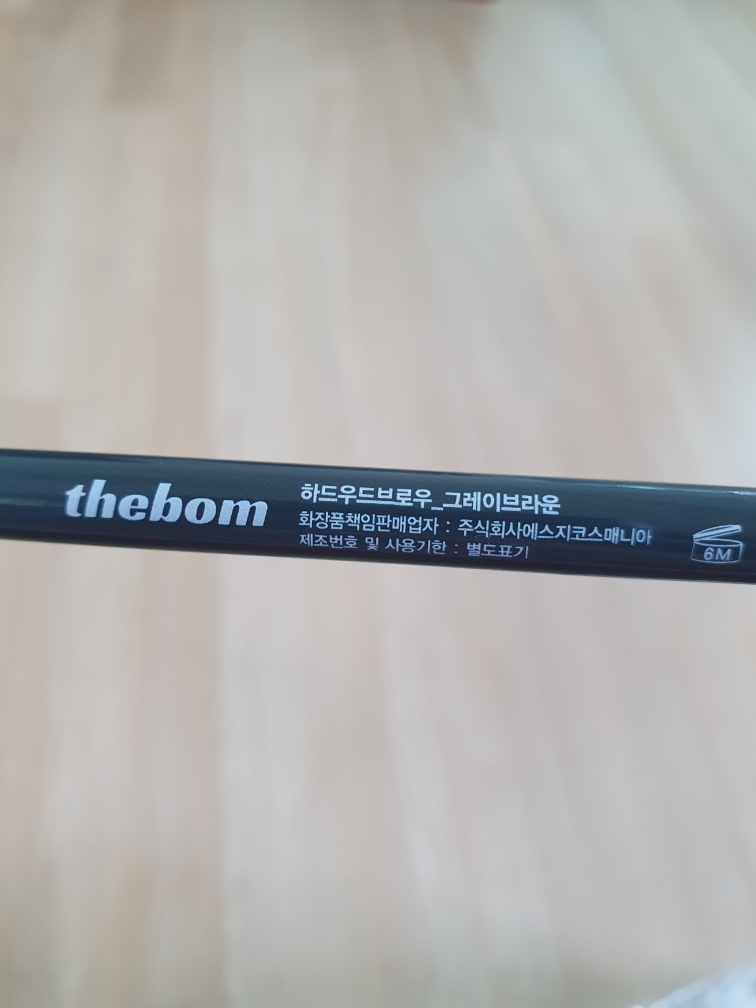 thebom
하드우드브로우_그레이브라운
화장품책임판매업자 : 주식회사에스지코스매니아
제조번호 및 사용기한 : 별도표기
6M